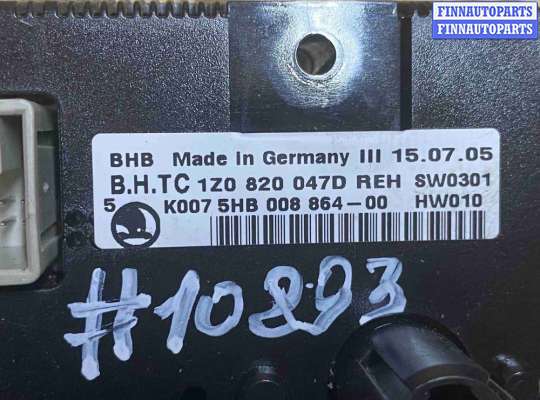 FINNAUTOPARTS
FINNAUTOPARTS
BHB Made in Germany III 15.07.05
B.H.TC 1Z0 820 047D REH SW0301
5 K007 5HB 008 864-00 HW010
#10293